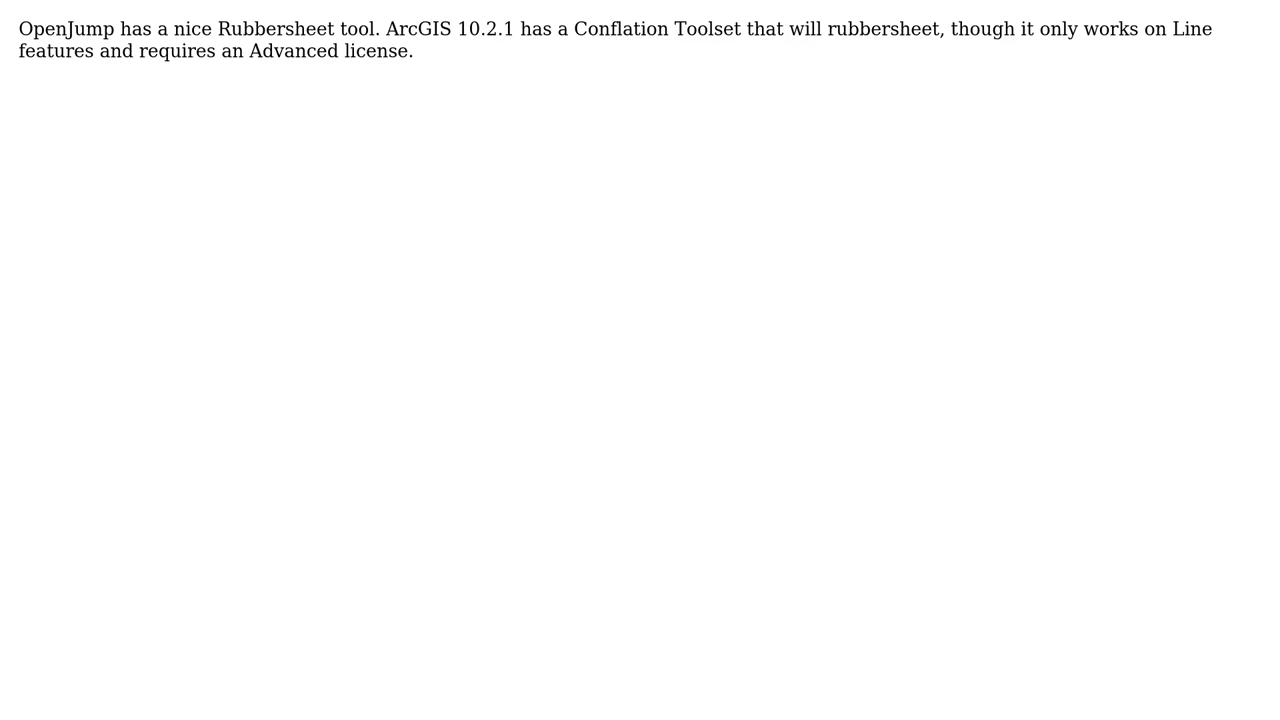 OpenJump has a nice Rubbersheet tool. ArcGIS 10.2.1 has a Conflation Toolset that will rubbersheet, though it only works on Line
features and requires an Advanced license.